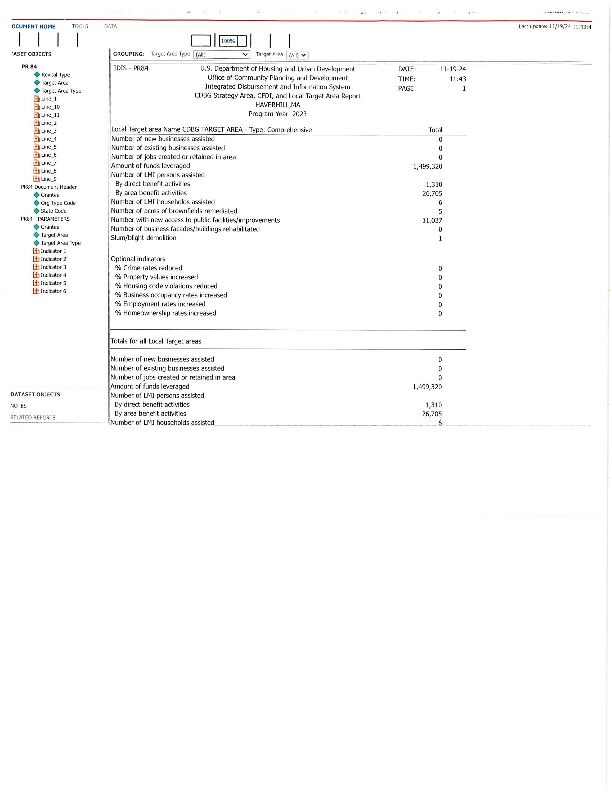 OCUMENT HOME TOOLS DATA
Last update: 11/19/24 11:43:4
100%
'ASET OBJECTS
GROUPING: Target Area Type: (All) Target Area: (All)
PR 84
Target Area
Target Area Type
Line_1
Line_10
Line_11
Line_2
Line_3
Line_4
Line_5
Line_6
Line_7
Line_8
Line_9
PR84 Document Header
Grantee
Org Type Code
State Code
PR84 - PARAMETERS
Grantee
Target Area
Target Area Type
Indicator 1
Indicator 2
Indicator 3
Indicator 4
Indicator 5
Indicator 6
DATASET OBJECTS
NOTES
RELATED REPORTS
IDIS - PR84 U.S. Department of Housing and Urban Development DATE: 11-19-24
Office of Community Planning and Development TIME: 11:43
Integrated Disbursement and Information System PAGE: 1
CDBG Strategy Area, CFDI, and Local Target Area Report
HAVERHILL,MA
Program Year 2023
Local Target area Name CDBG TARGET AREA - Type: Comprehensive Total
Number of new businesses assisted 0
Number of existing businesses assisted 0
Number of jobs created or retained in area 0
Amount of funds leveraged 1,499,320
Number of LMI persons assisted
By direct benefit activities 1,310
By area benefit activities 26,705
Number of LMI households assisted 6
Number of acres of brownfields remediated 5
Number with new access to public facilities/improvements 11,037
Number of business facades/buildings rehabilitated 0
Slum/blight demolition 1
Optional indicators
% Crime rates reduced 0
% Property values increased 0
% Housing code violations reduced 0
% Business occupancy rates increased 0
% Employment rates increased 0
% Homeownership rates increased 0
Totals for all Local Target areas
Number of new businesses assisted 0
Number of existing businesses assisted 0
Number of jobs created or retained in area 0
Amount of funds leveraged 1,499,320
Number of LMI persons assisted
By direct benefit activities 1,310
By area benefit activities 26,705
Number of LMI households assisted 6